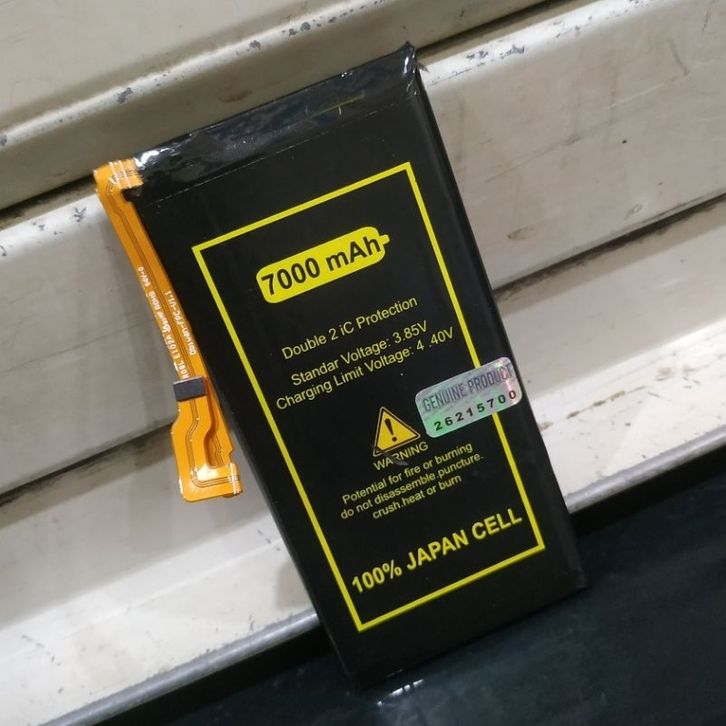 7000 mAh
Double 2 iC Protection
Standar Voltage: 3.85V
Charging Limit Voltage: 4 .40V
GENUINE PRODUCT
26215700
WARNING
Potential for fire or burning
do not disassemble,puncture.
crush.heat or burn
100% JAPAN CELL